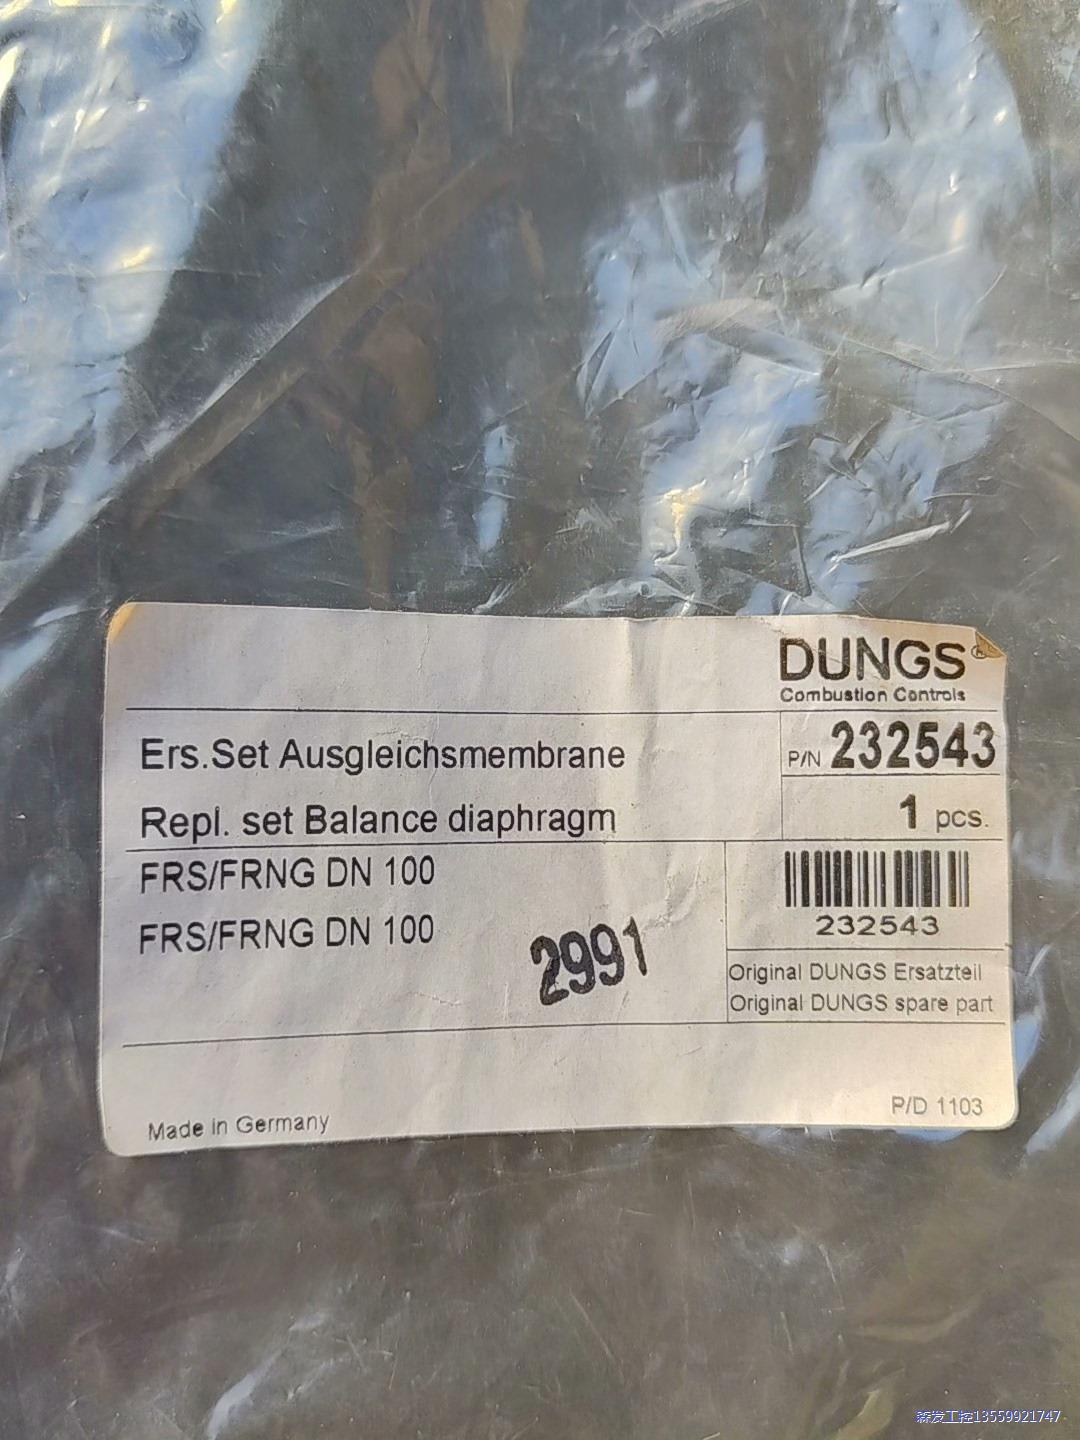 DUNGS®
Combustion Controls
Ers.Set Ausgleichsmembrane
P/N 232543
Repl. set Balance diaphragm
1 pcs.
FRS/FRNG DN 100
232543
FRS/FRNG DN 100
2991
Original DUNGS Ersatzteil
Original DUNGS spare part
Made in Germany
P/D 1103
森发工控13559921747